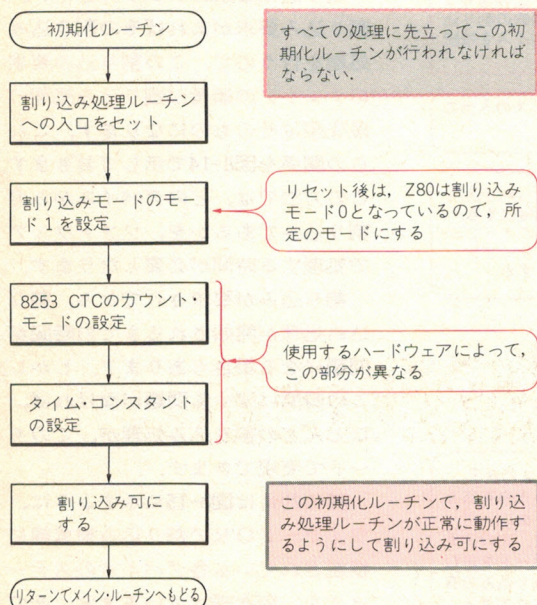 初期化ルーチン
すべての処理に先立ってこの初
期化ルーチンが行われなければ
ならない.
割り込み処理ルーチン
への入口をセット
割り込みモードのモー
ド1を設定
リセット後は，Z80は割り込み
モード0となっているので，所
定のモードにする
8253 CTCのカウント・
モードの設定
使用するハードウェアによって，
この部分が異なる
タイム・コンスタント
の設定
割り込み可に
する
この初期化ルーチンで，割り込
み処理ルーチンが正常に動作す
るようにして割り込み可にする
リターンでメイン・ルーチンへもどる